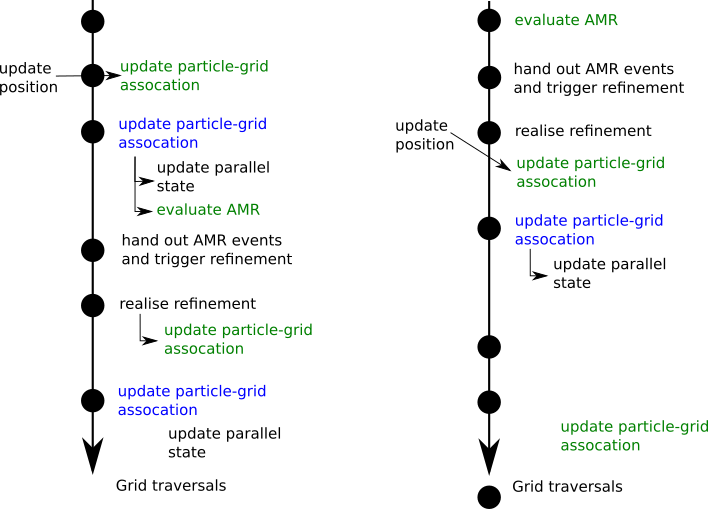 update
position
update particle-grid
assocation
update particle-grid
assocation
update parallel
state
evaluate AMR
hand out AMR events
and trigger refinement
realise refinement
update particle-grid
assocation
update particle-grid
assocation
update parallel
state
Grid traversals
evaluate AMR
hand out AMR events
and trigger refinement
update
position
realise refinement
update particle-grid
assocation
update particle-grid
assocation
update parallel
state
update particle-grid
assocation
Grid traversals